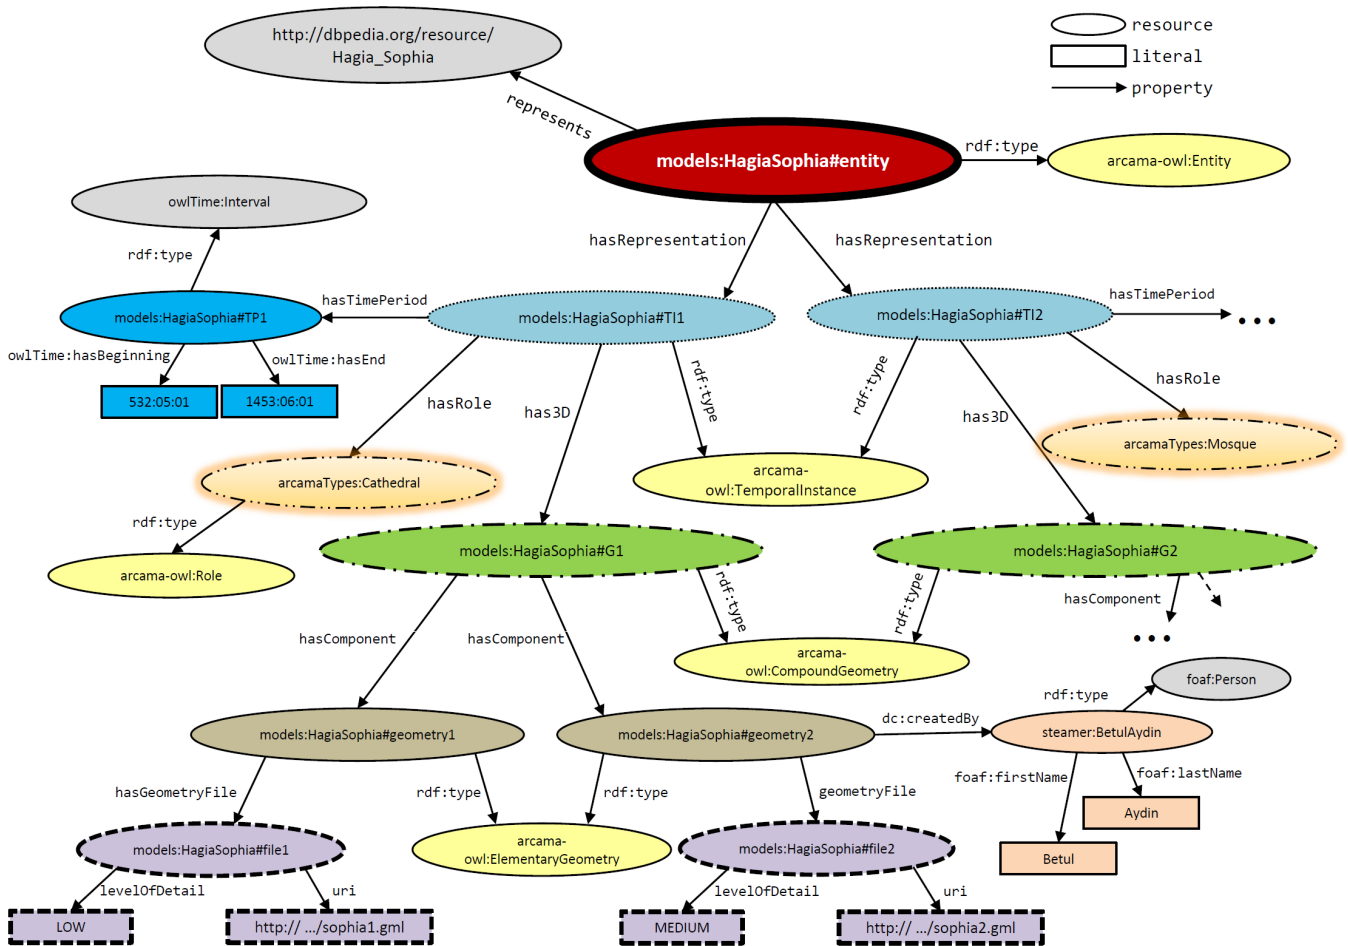 http://dbpedia.org/resource/
Hagia_Sophia
resource
literal
property
represents
models:HagiaSophia#entity
rdf:type
arcama-owl:Entity
owlTime:Interval
rdf:type
hasRepresentation
hasRepresentation
models:HagiaSophia#TP1
hasTimePeriod
models:HagiaSophia#TI1
models:HagiaSophia#TI2
hasTimePeriod
•••
owlTime:hasBeginning
owlTime:hasEnd
532:05:01
1453:06:01
hasRole
has3D
rdf:type
rdf:type
has3D
hasRole
arcamaTypes:Cathedral
arcama-
owl:TemporalInstance
arcamaTypes:Mosque
rdf:type
arcama-owl:Role
models:HagiaSophia#G1
models:HagiaSophia#G2
rdf:type
rdf:type
hasComponent
•••
hasComponent
hasComponent
arcama-
owl:CompoundGeometry
foaf:Person
rdf:type
models:HagiaSophia#geometry1
models:HagiaSophia#geometry2
dc:createdBy
steamer:BetulAydin
hasGeometryFile
rdf:type
rdf:type
geometryFile
foaf:firstName
foaf:lastName
Aydin
Betul
models:HagiaSophia#file1
arcama-
owl:ElementaryGeometry
models:HagiaSophia#file2
levelOfDetail
uri
levelOfDetail
uri
LOW
http:// .../sophia1.gml
MEDIUM
http:// .../sophia2.gml